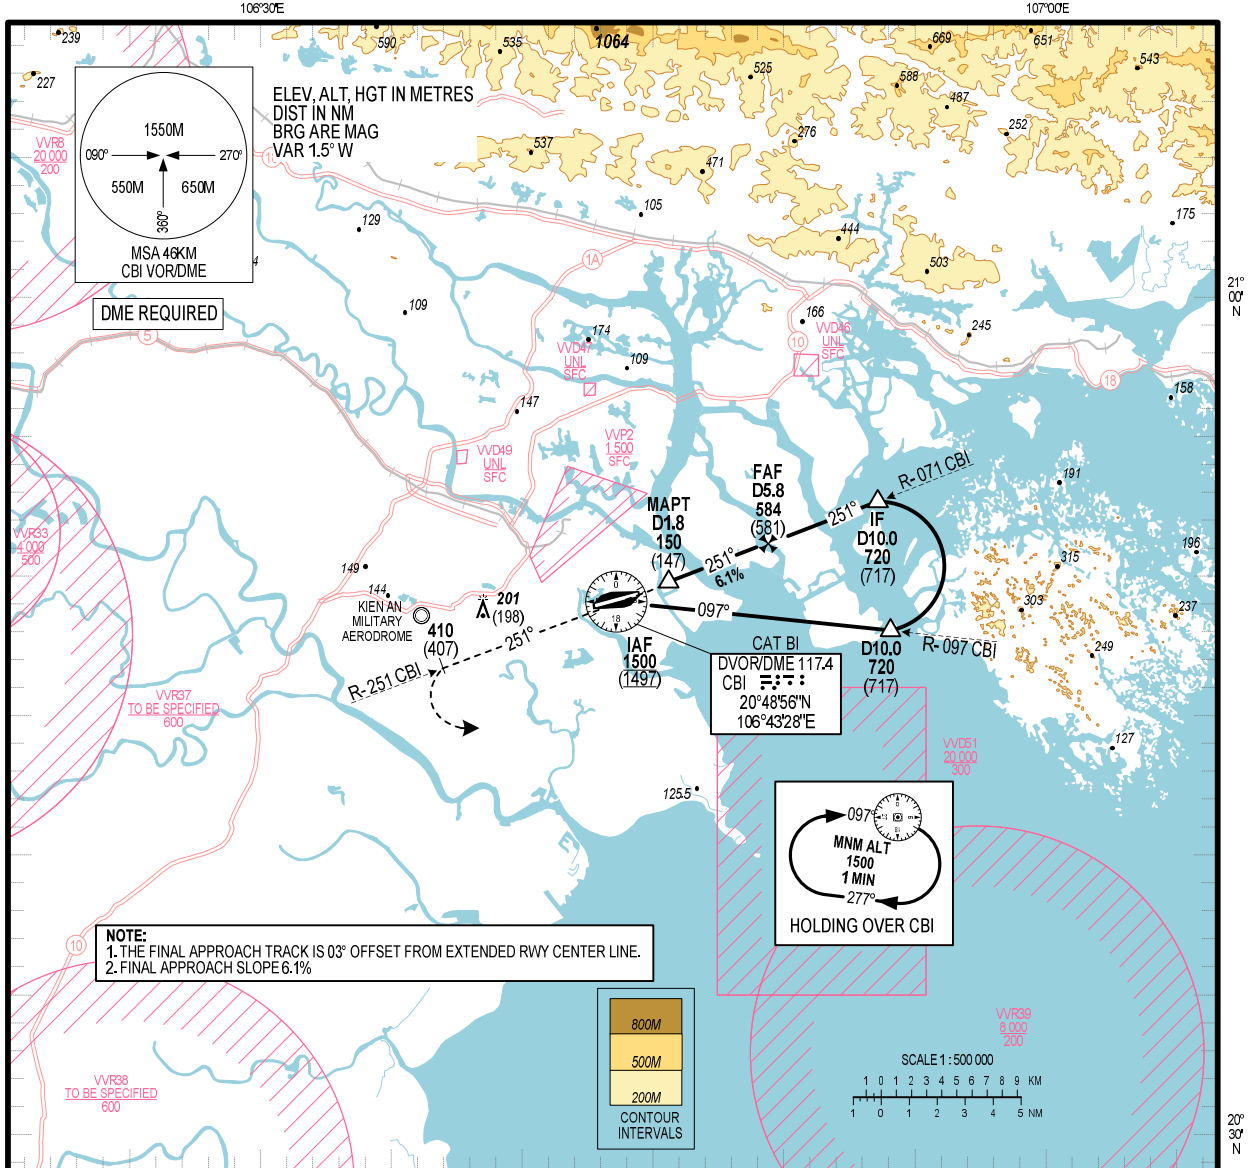 106°30'E
107°00'E
239
590
535
1064
669
651
543
227
525
588
487
ELEV, ALT, HGT IN METRES
DIST IN NM
BRG ARE MAG
VAR 1.5° W
1550M
090°
270°
550M
650M
360°
MSA 46KM
CBI VOR/DME
VVR8
20 000
200
276
252
537
471
105
129
175
444
1A
503
4
DME REQUIRED
109
21°
00'
N
5
174
166
245
VVD46
UNL
SFC
10
VVD47
UNL
SFC
109
18
158
147
VVP2
1 500
SFC
VVD49
UNL
SFC
FAF
D5.8
584
(581)
R- 071 CBI
191
MAPT
D1.8
150
(147)
251°
IF
D10.0
720
(717)
VVR33
4 000
500
251°
6.1%
196
315
149
144
KIEN AN
MILITARY
AERODROME
201
(198)
0
18
097°
303
237
410
(407)
251°
IAF
1500
(1497)
CAT BI
D10.0
720
(717)
R- 097 CBI
249
DVOR/DME 117.4
CBI
20°48'56"N
106°43'28"E
R-251 CBI
VVR37
TO BE SPECIFIED
600
127
VVD51
20 000
300
125.5
097°
MNM ALT
1500
1 MIN
277°
HOLDING OVER CBI
10
NOTE:
1. THE FINAL APPROACH TRACK IS 03° OFFSET FROM EXTENDED RWY CENTER LINE.
2. FINAL APPROACH SLOPE 6.1%
800M
500M
200M
CONTOUR
INTERVALS
VVR39
8 000
200
SCALE 1 : 500 000
1 0 1 2 3 4 5 6 7 8 9 KM
1 0 1 2 3 4 5 NM
VVR38
TO BE SPECIFIED
600
20°
30'
N